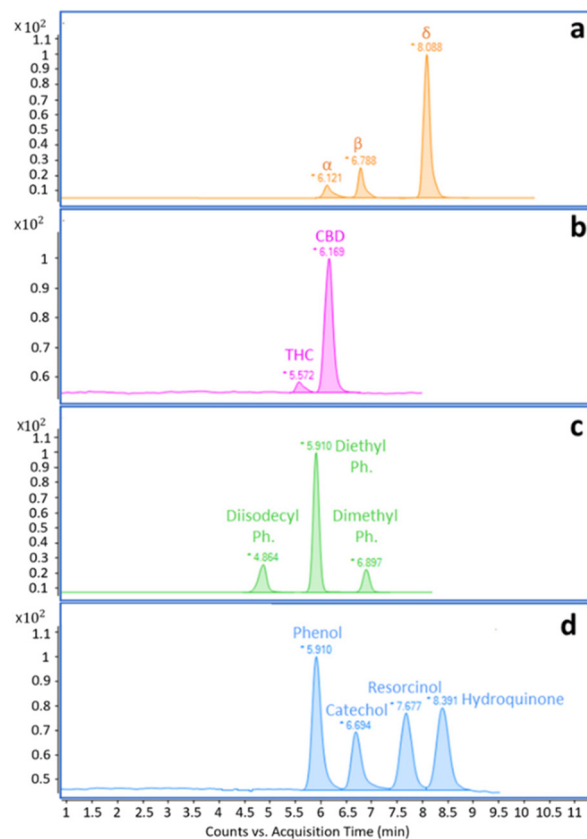 x10²
a
1.1
1
0.9
0.8
0.7
0.6
0.5
0.4
0.3
0.2
0.1
α
* 6.121
β
* 6.788
δ
* 8.088
x10²
b
1
0.8
0.7
0.6
THC
* 5.572
CBD
* 6.169
x10²
c
1.1
1
0.9
0.8
0.7
0.6
0.5
0.4
0.3
0.2
0.1
Diisodecyl
Ph.
* 4.864
* 5.910 Diethyl
Ph.
Dimethyl
Ph.
* 6.897
x10²
d
1.1
1
0.8
0.7
0.6
0.5
Phenol
* 5.910
Catechol
* 6.694
Resorcinol
* 7.677
* 8.391 Hydroquinone
1 1.5 2 2.5 3 3.5 4 4.5 5 5.5 6 6.5 7 7.5 8 8.5 9 9.5 10 10.5 11
Counts vs. Acquisition Time (min)